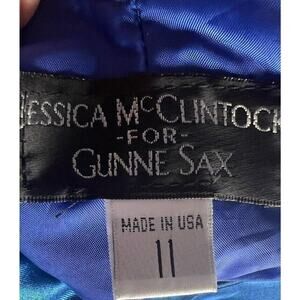 JESSICA MCCLINTOCK
-FOR-
GUNNE SAX
MADE IN USA
11